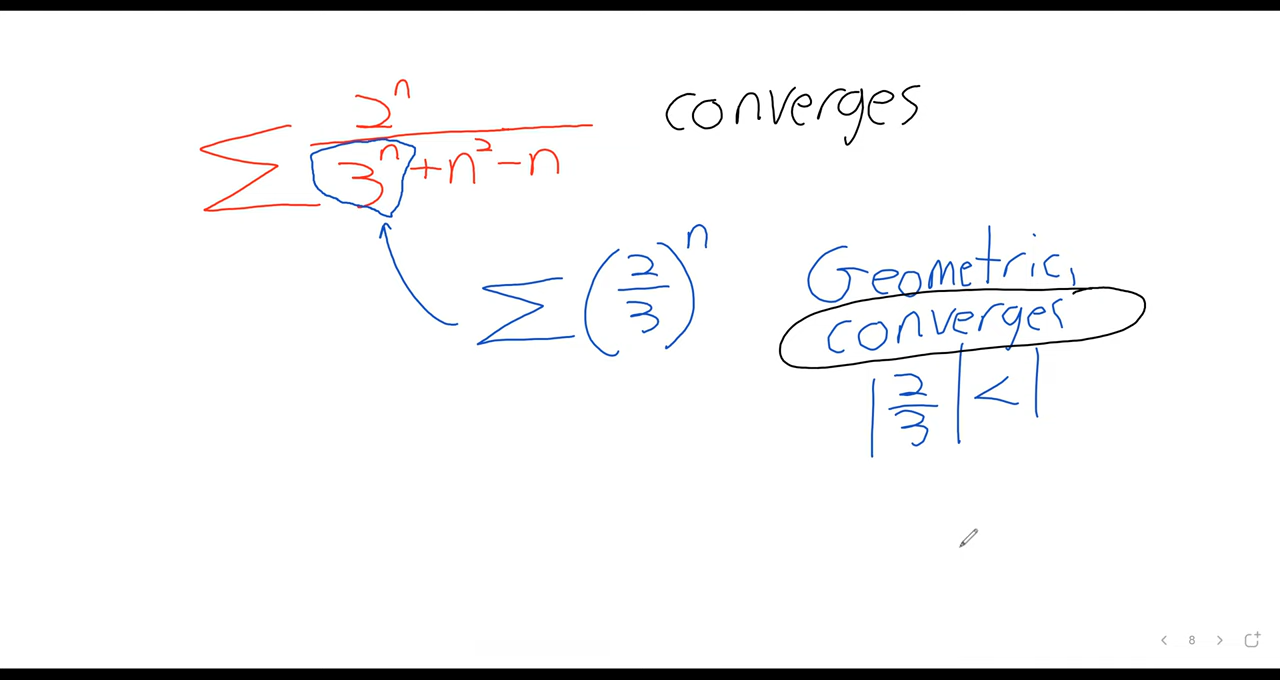 ∑ 2^n / (3^n + n^2 - n) converges
∑ (2/3)^n
Geometric,
converges
|2/3| < 1
8